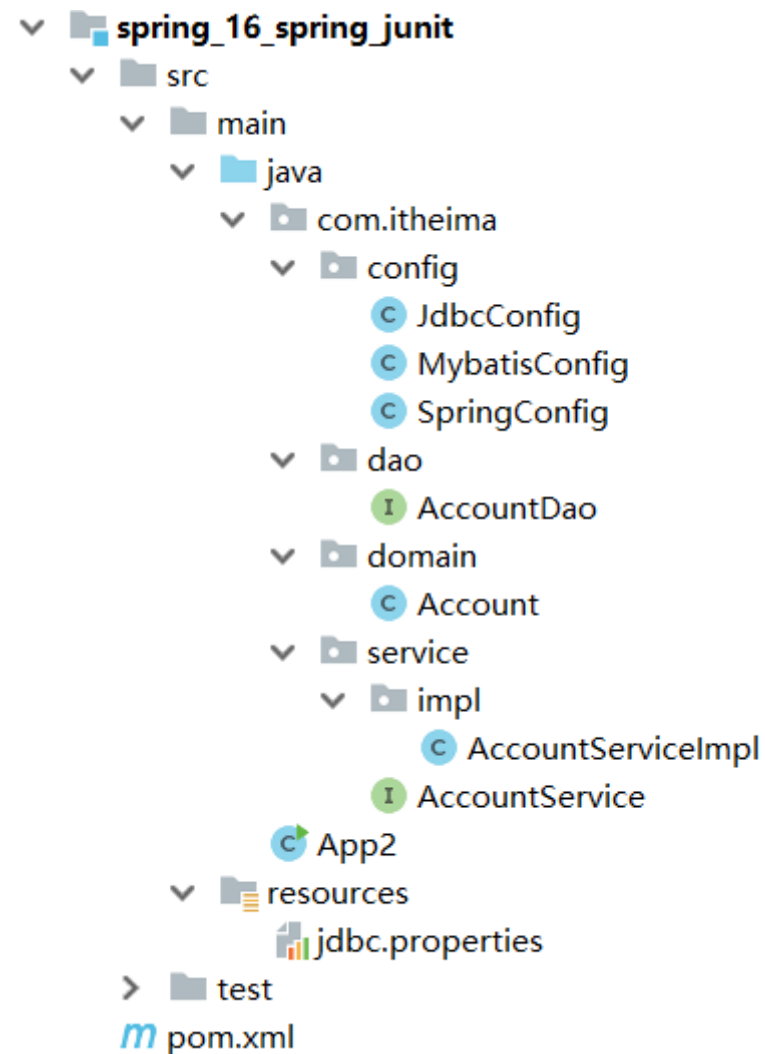 spring_16_spring_junit
src
main
java
com.itheima
config
C JdbcConfig
C MybatisConfig
C SpringConfig
dao
I AccountDao
domain
C Account
service
impl
C AccountServiceImpl
I AccountService
C App2
resources
jdbc.properties
test
m pom.xml